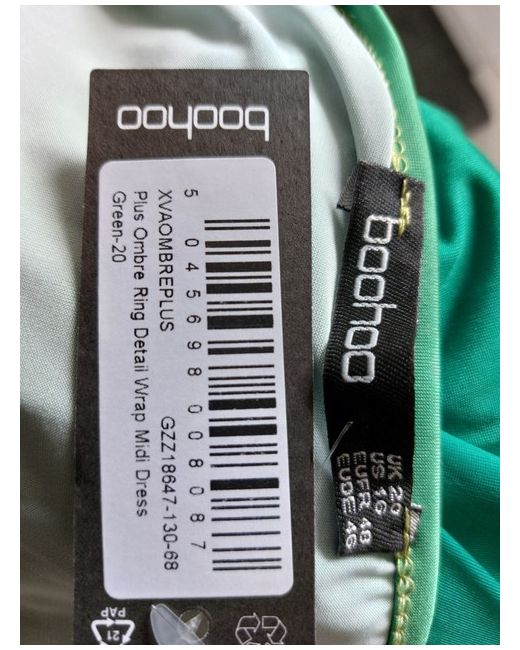 boohoo
5 045698 008087
XVAOMBREPLUS GZZ18647-130-68
Plus Ombre Ring Detail Wrap Midi Dress
Green-20
21
PAP
boohoo
UK 20
US 16
EUFR 48
EUDE 46